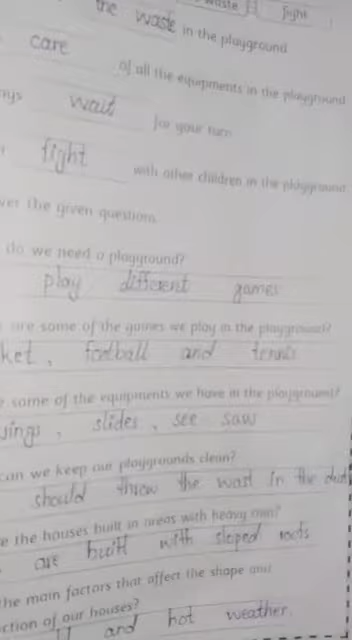 waste fight
the waste in the playground
care of all the equipments in the playground
wait for your turn
fight with other children in the playground
the given questions
do we need a playground?
play different games
are some of the games we play in the playground?
ket, football and tennis
some of the equipments we have in the playground?
sings, slides, see saw
can we keep our playgrounds clean?
should throw the wast in the dust
the houses built in areas with heavy rain?
are built with sloped roofs
the main factors that affect the shape and
ction of our houses?
and hot weather.